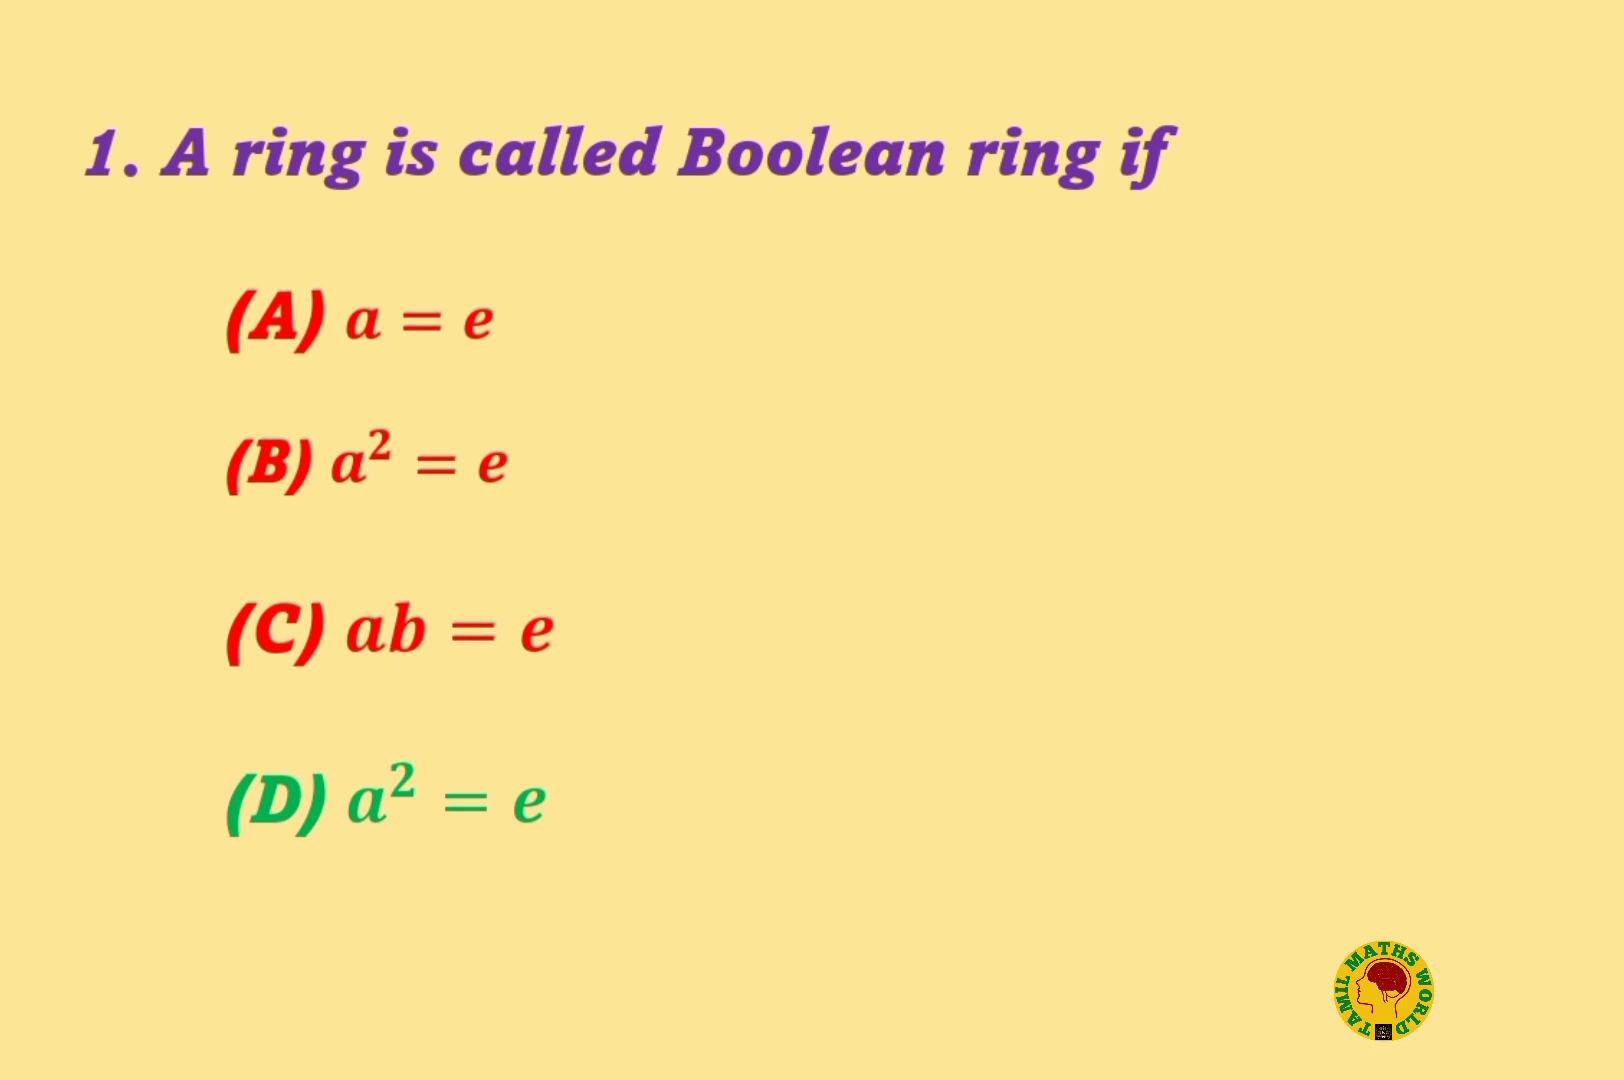 1. A ring is called Boolean ring if
(A) a = e
(B) a² = e
(C) ab = e
(D) a² = e
TAMIL MATHS WORLD